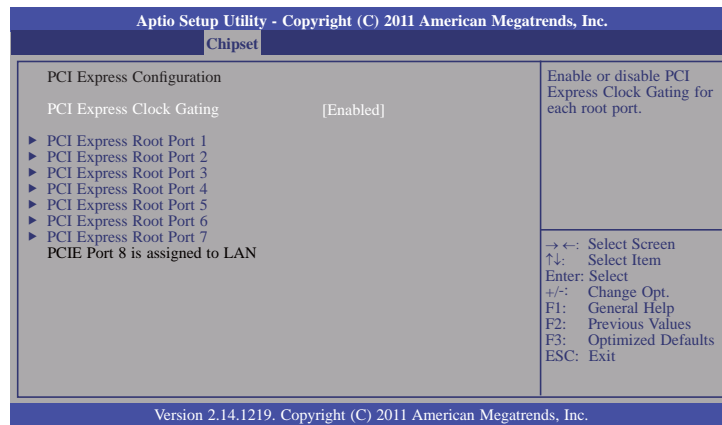 Aptio Setup Utility - Copyright (C) 2011 American Megatrends, Inc.
Chipset
PCI Express Configuration
PCI Express Clock Gating [Enabled]
▶ PCI Express Root Port 1
▶ PCI Express Root Port 2
▶ PCI Express Root Port 3
▶ PCI Express Root Port 4
▶ PCI Express Root Port 5
▶ PCI Express Root Port 6
▶ PCI Express Root Port 7
PCIE Port 8 is assigned to LAN
Enable or disable PCI
Express Clock Gating for
each root port.
→←: Select Screen
↑↓: Select Item
Enter: Select
+/-: Change Opt.
F1: General Help
F2: Previous Values
F3: Optimized Defaults
ESC: Exit
Version 2.14.1219. Copyright (C) 2011 American Megatrends, Inc.